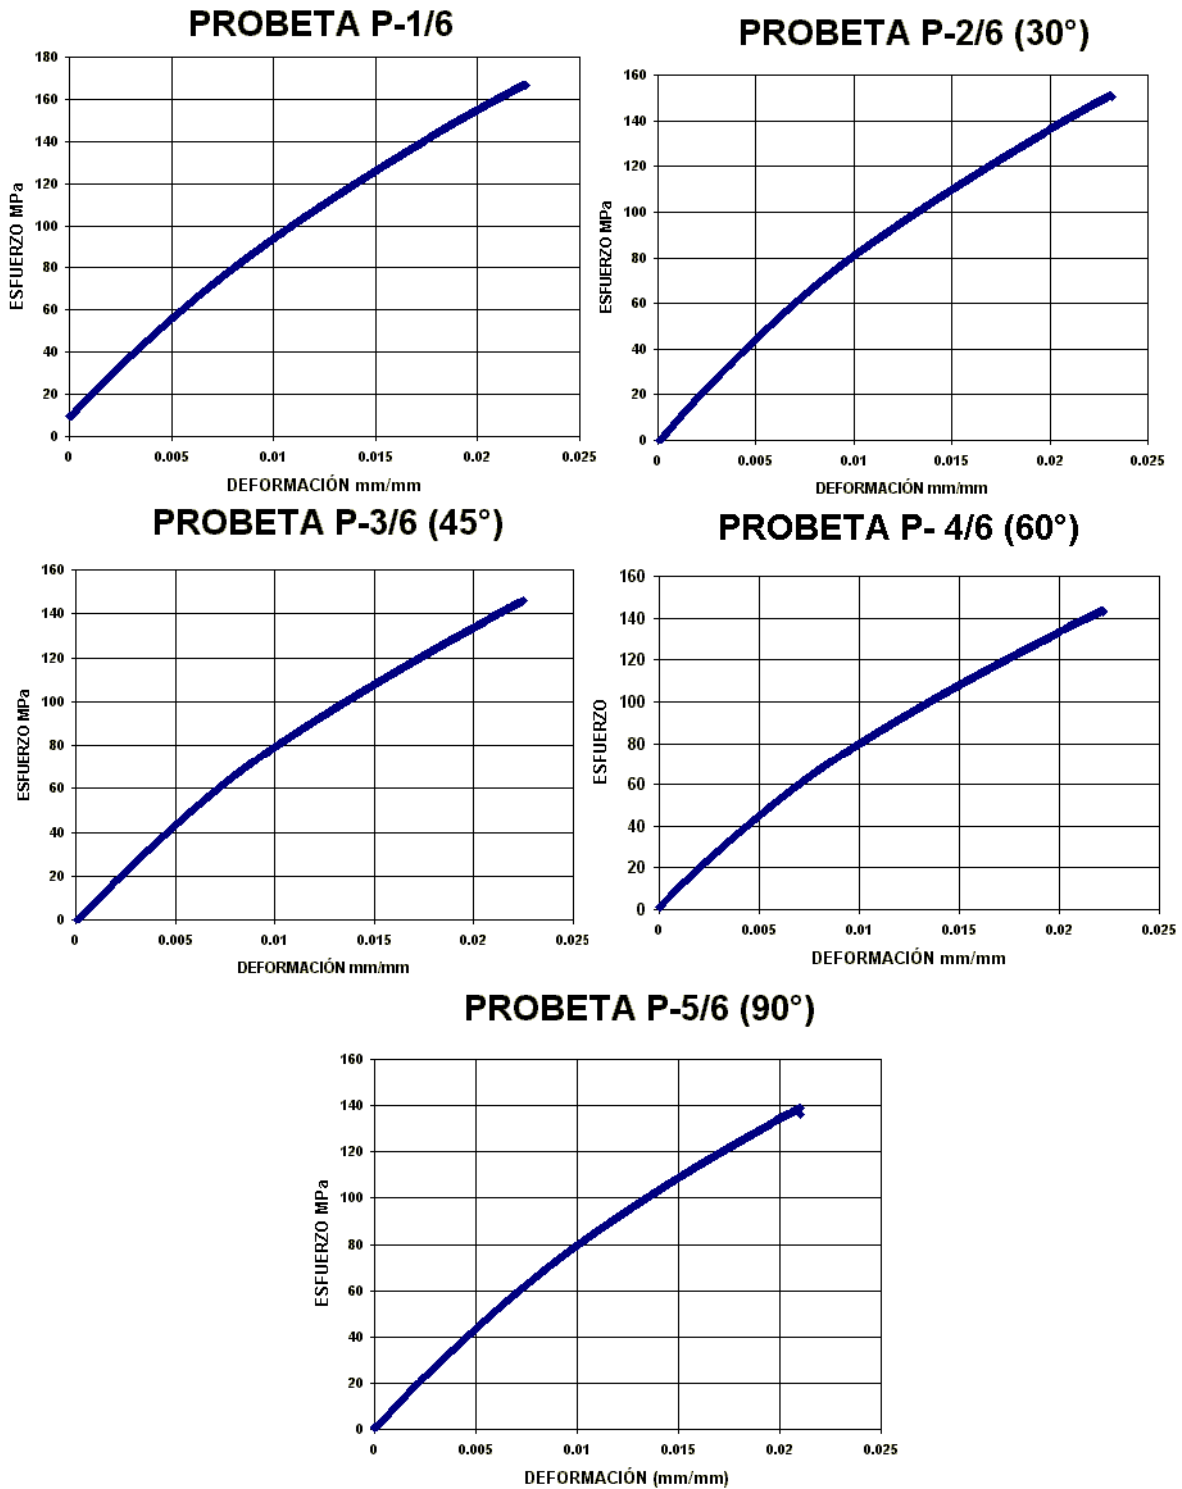 PROBETA P-1/6
180
160
140
120
100
80
60
40
20
0
ESFUERZO MPa
0 0.005 0.01 0.015 0.02 0.025
DEFORMACIÓN mm/mm
PROBETA P-2/6 (30°)
160
140
120
100
80
60
40
20
0
ESFUERZO MPa
0 0.005 0.01 0.015 0.02 0.025
DEFORMACIÓN mm/mm
PROBETA P-3/6 (45°)
160
140
120
100
80
60
40
20
0
ESFUERZO MPa
0 0.005 0.01 0.015 0.02 0.025
DEFORMACIÓN mm/mm
PROBETA P- 4/6 (60°)
160
140
120
100
80
60
40
20
0
ESFUERZO
0 0.005 0.01 0.015 0.02 0.025
DEFORMACIÓN mm/mm
PROBETA P-5/6 (90°)
160
140
120
100
80
60
40
20
0
ESFUERZO MPa
0 0.005 0.01 0.015 0.02 0.025
DEFORMACIÓN (mm/mm)